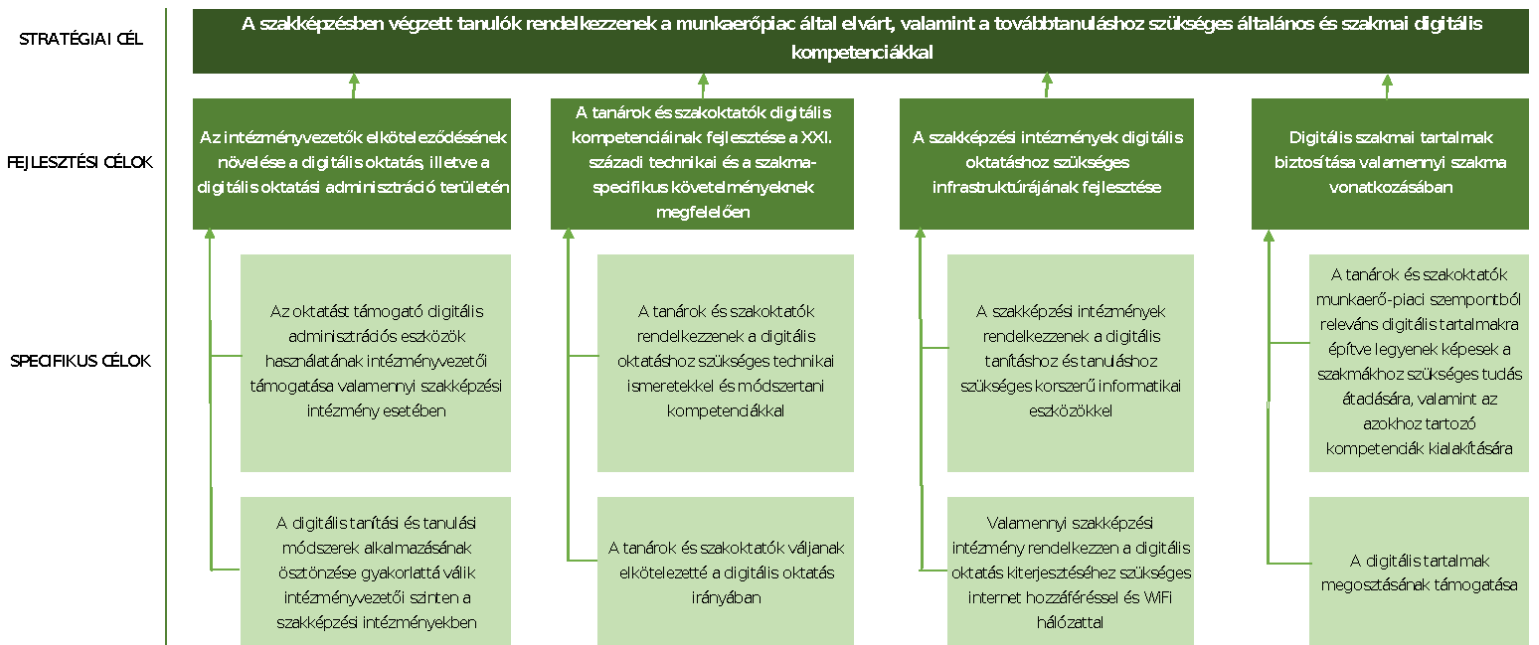 STRATÉGIAI CÉL
A szakképzésben végzett tanulók rendelkezzenek a munkaerőpiac által elvárt, valamint a továbbtanuláshoz szükséges általános és szakmai digitális
kompetenciákkal
FEJLESZTÉSI CÉLOK
Az intézményvezetők elköteleződésének
növelése a digitális oktatás, illetve a
digitális oktatási adminisztráció területén
A tanárok és szakoktatók digitális
kompetenciáinak fejlesztése a XXI.
századi technikai és a szakma-
specifikus követelményeknek
megfelelően
A szakképzési intézmények digitális
oktatáshoz szükséges
infrastruktúrájának fejlesztése
Digitális szakmai tartalmak
biztosítása valamennyi szakma
vonatkozásában
SPECIFIKUS CÉLOK
Az oktatást támogató digitális
adminisztrációs eszközök
használatának intézményvezetői
támogatása valamennyi szakképzési
intézmény esetében
A tanárok és szakoktatók
rendelkezzenek a digitális
oktatáshoz szükséges technikai
ismeretekkel és módszertani
kompetenciákkal
A szakképzési intézmények
rendelkezzenek a digitális
tanításhoz és tanuláshoz
szükséges korszerű informatikai
eszközökkel
A tanárok és szakoktatók
munkaerő-piaci szempontból
releváns digitális tartalmakra
építve legyenek képesek a
szakmákhoz szükséges tudás
átadására, valamint az
azokhoz tartozó
kompetenciák kialakítására
A digitális tanítási és tanulási
módszerek alkalmazásának
ösztönzése gyakorlattá válik
intézményvezetői szinten a
szakképzési intézményekben
A tanárok és szakoktatók váljanak
elkötelezetté a digitális oktatás
irányában
Valamennyi szakképzési
intézmény rendelkezzen a digitális
oktatás kiterjesztéséhez szükséges
internet hozzáféréssel és WiFi
hálózattal
A digitális tartalmak
megosztásának támogatása